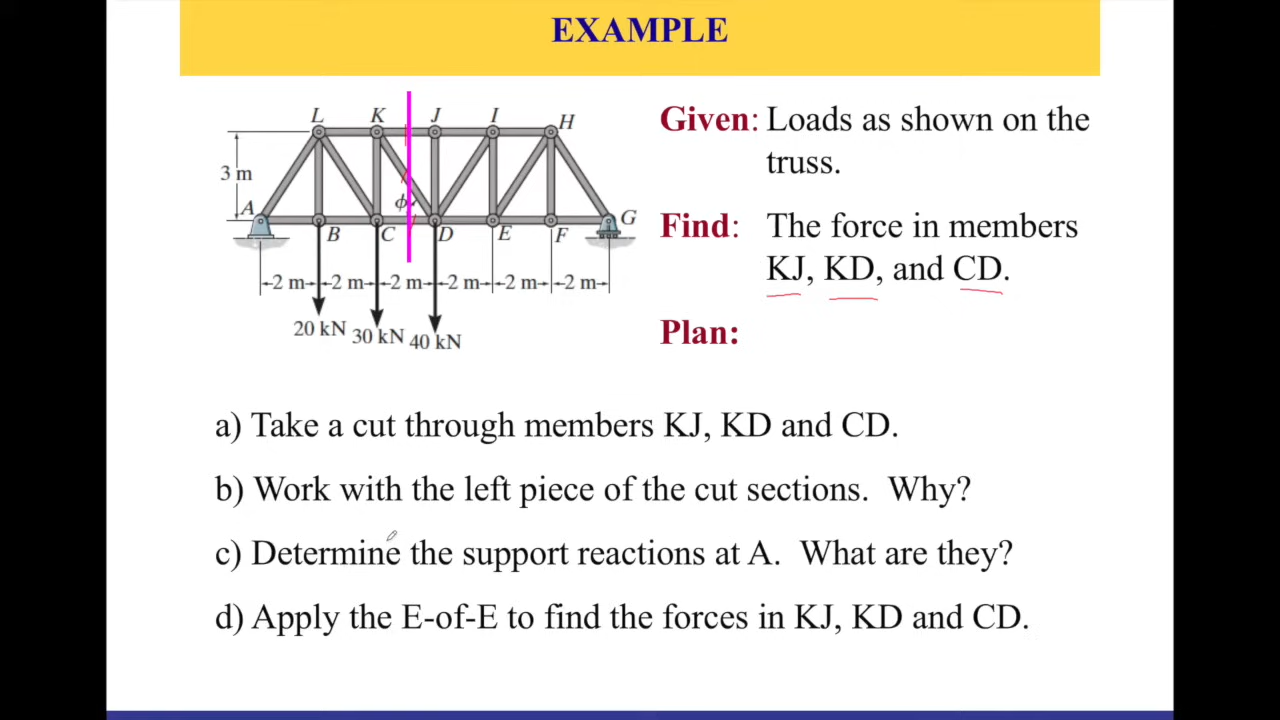 EXAMPLE
L K J I H
3 m
ϕ
A G
B C D E F
2 m 2 m 2 m 2 m 2 m 2 m
20 kN 30 kN 40 kN
Given: Loads as shown on the
truss.
Find: The force in members
KJ, KD, and CD.
Plan:
a) Take a cut through members KJ, KD and CD.
b) Work with the left piece of the cut sections. Why?
c) Determine the support reactions at A. What are they?
d) Apply the E-of-E to find the forces in KJ, KD and CD.